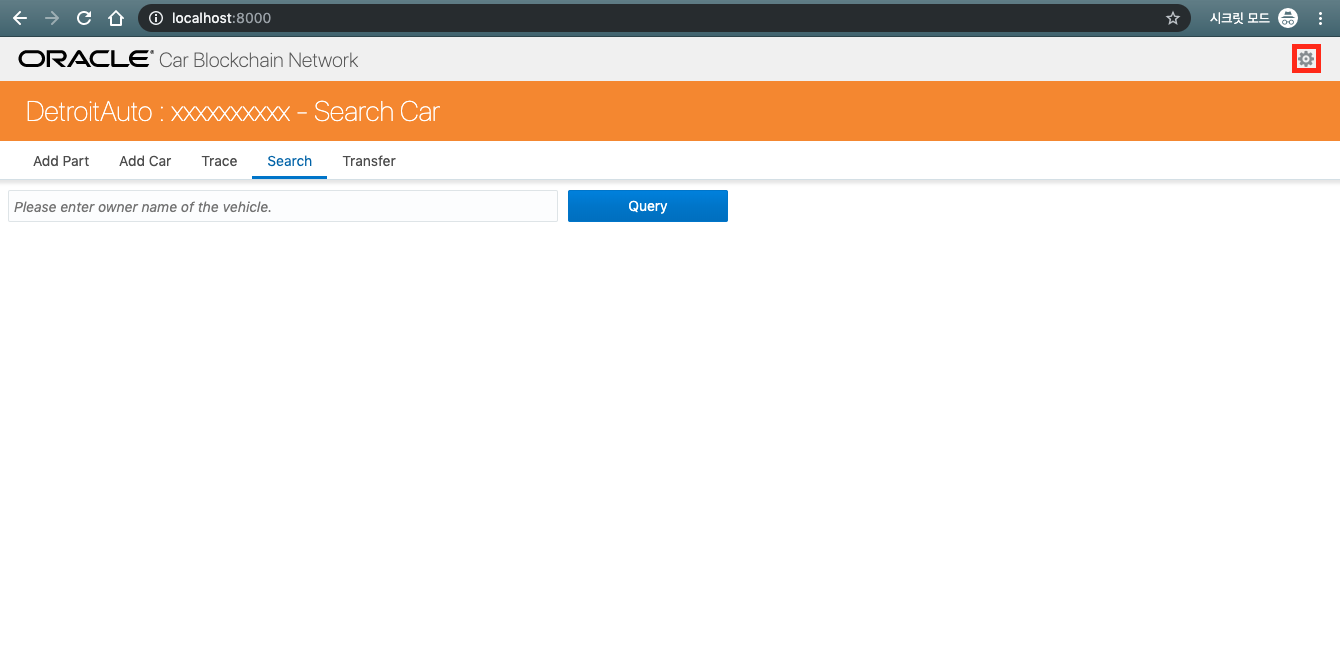 localhost:8000 시크릿 모드
ORACLE® Car Blockchain Network
DetroitAuto : xxxxxxxxxx – Search Car
Add Part Add Car Trace Search Transfer
Please enter owner name of the vehicle. Query